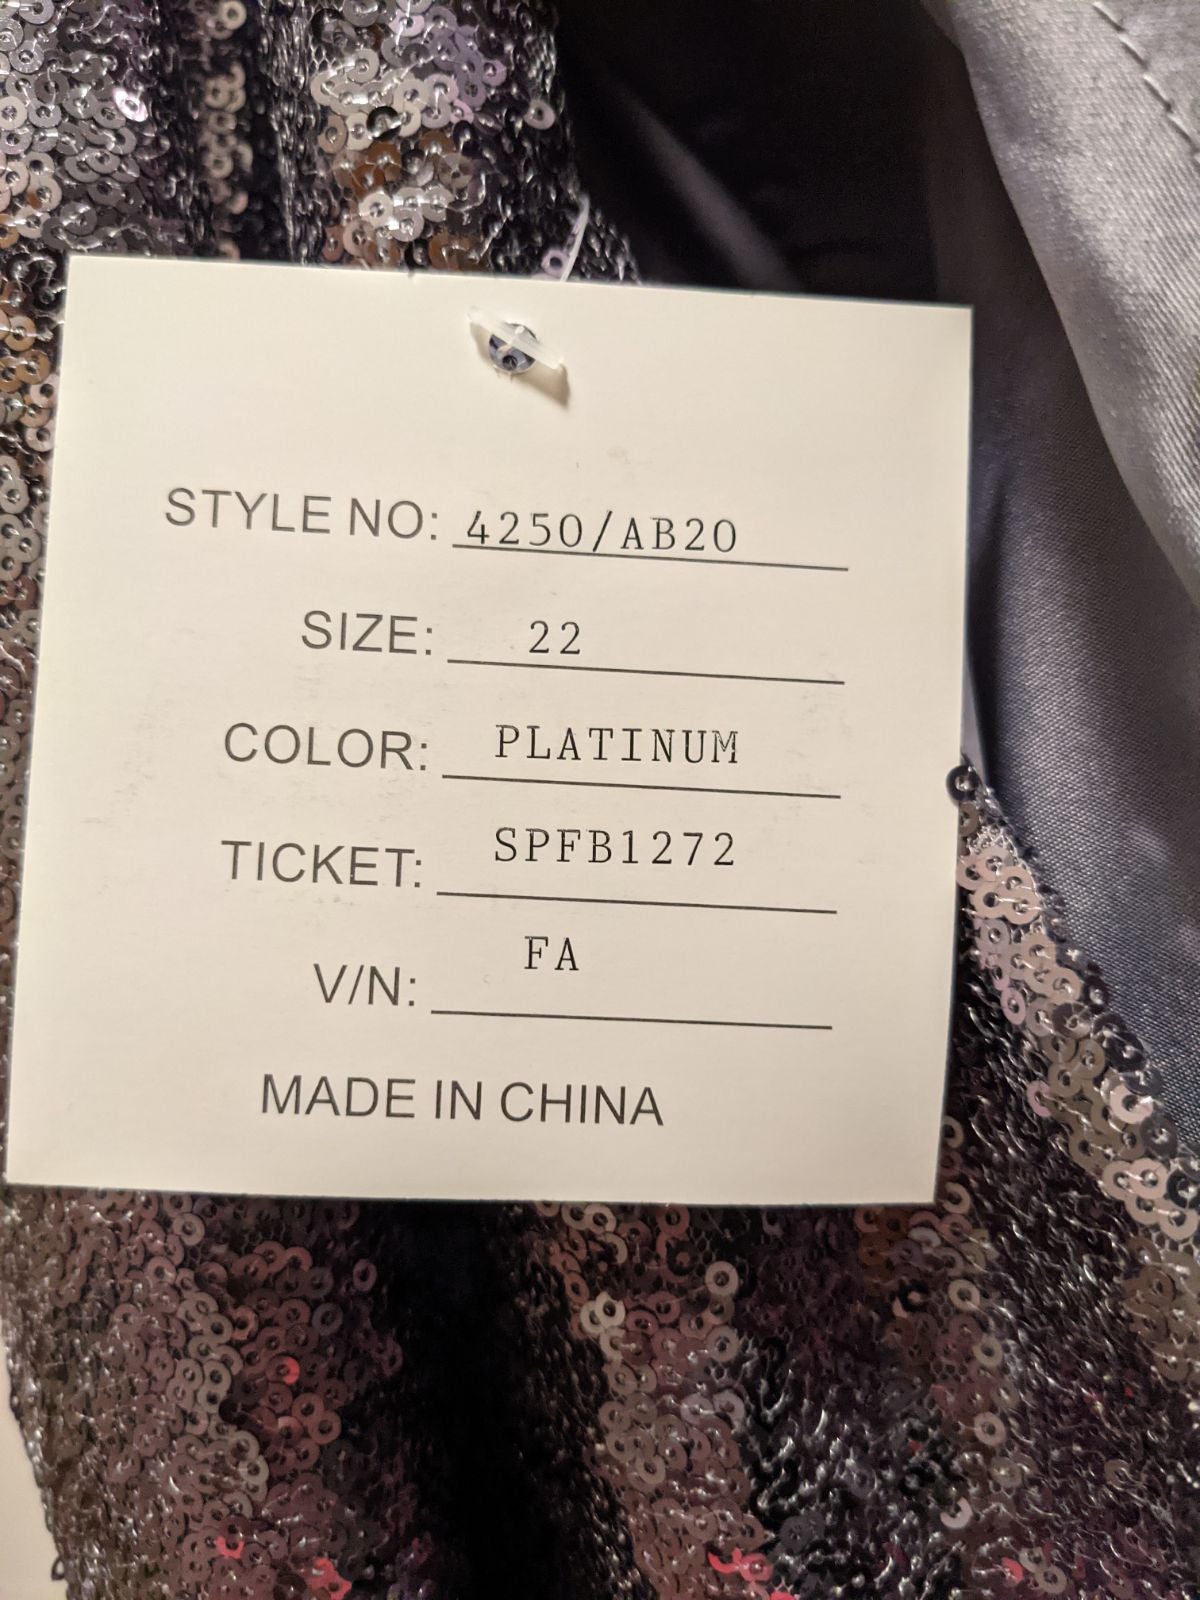 STYLE NO: 4250/AB20
SIZE: 22
COLOR: PLATINUM
TICKET: SPFB1272
V/N: FA
MADE IN CHINA